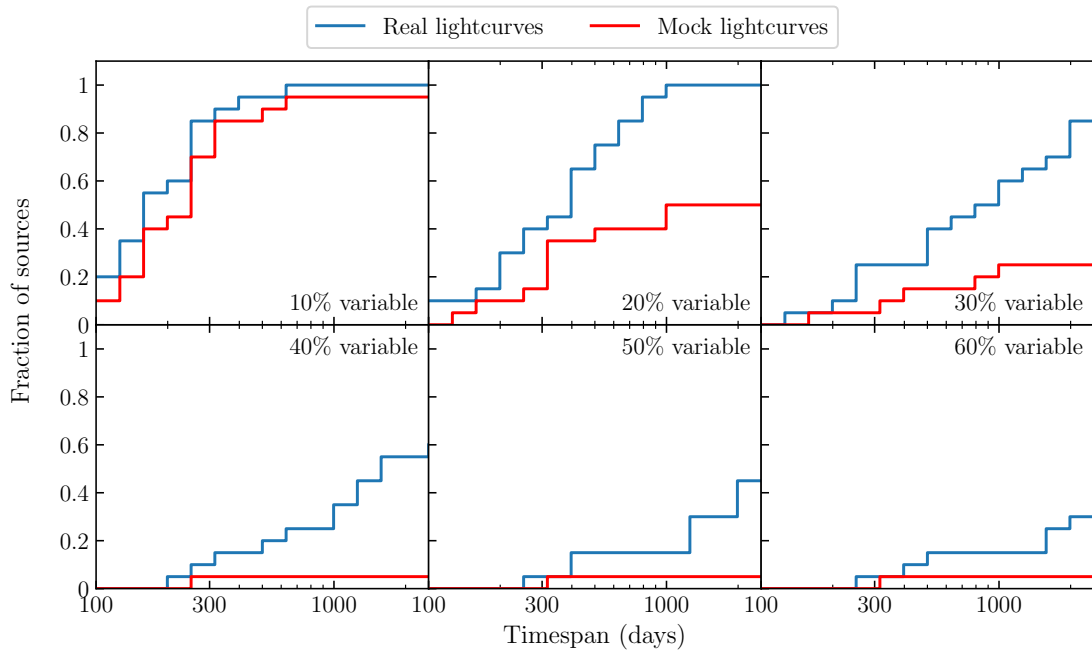 Real lightcurves Mock lightcurves
1
0.8
0.6
0.4
0.2
0
10% variable 20% variable 30% variable
Fraction of sources
40% variable 50% variable 60% variable
1
0.8
0.6
0.4
0.2
0
100 300 1000 100 300 1000 100 300 1000
Timespan (days)